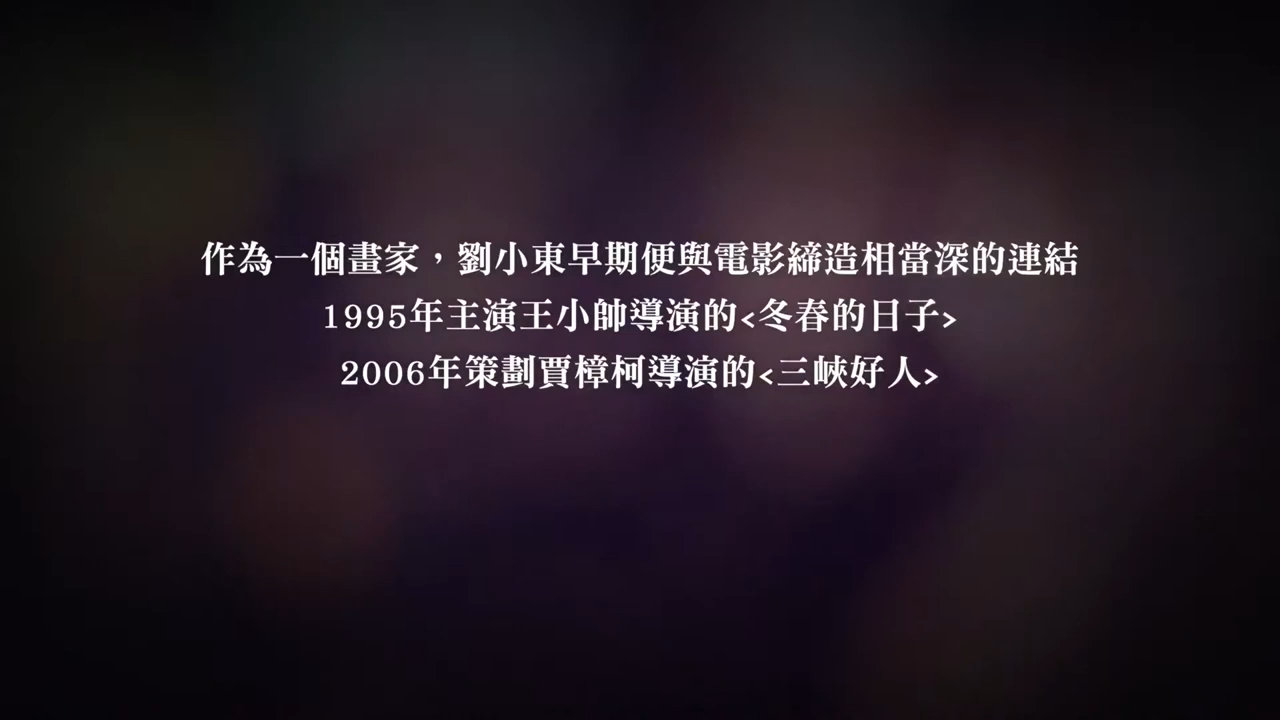 作為一個畫家，劉小東早期便與電影締造相當深的連結
1995年主演王小帥導演的<冬春的日子>
2006年策劃賈樟柯導演的<三峽好人>